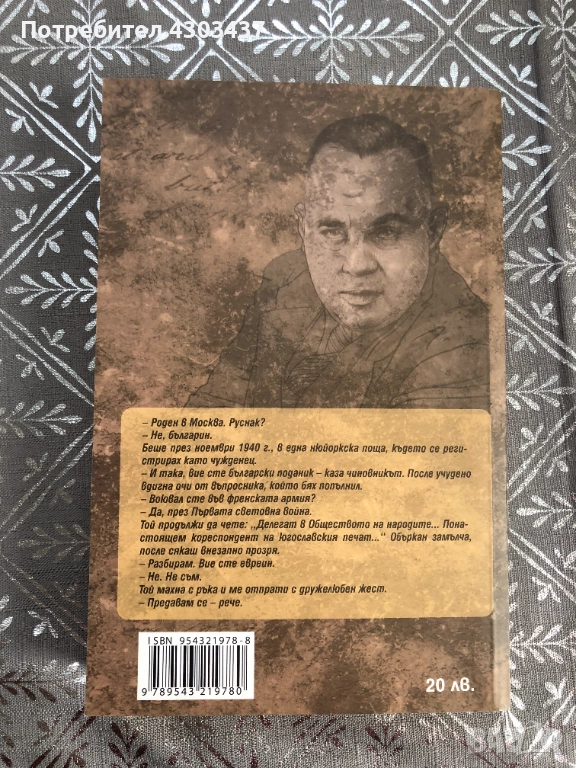 Потребител 4303437
– Роден в Москва. Руснак?
– Не, българин.
Беше през ноември 1940 г., в една нюйоркска поща, където се реги-
стрирах като чужденец.
– И така, вие сте български поданик – каза чиновникът. После учудено
вдигна очи от въпросника, който бях попълнил.
– Воювал сте във френската армия?
– Да, през Първата световна война.
Той продължи да чете: „Делегат в Обществото на народите... Пона-
стоящем кореспондент на югославския печат...“ Объркан замълча,
после сякаш внезапно прозря.
– Разбирам. Вие сте евреин.
– Не. Не съм.
Той махна с ръка и ме отпрати с дружелюбен жест.
– Предавам се – рече.
ISBN 954321978-8
9 789543 219780
20 лв.